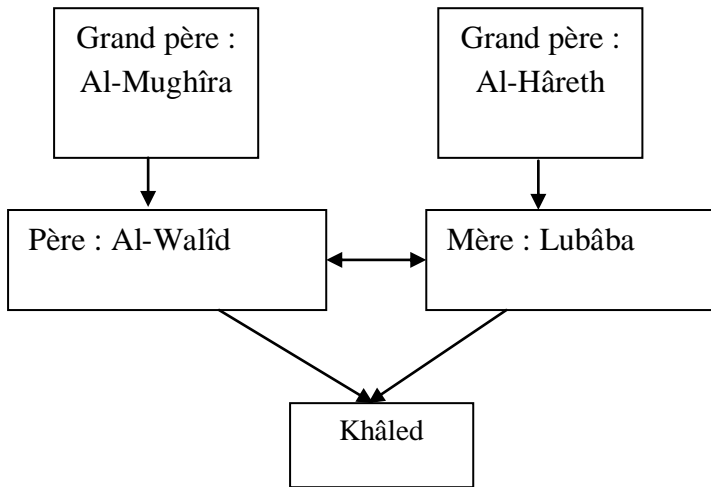 Grand père :
Al-Mughîra
Grand père :
Al-Hâreth
Père : Al-Walîd
Mère : Lubâba
Khâled